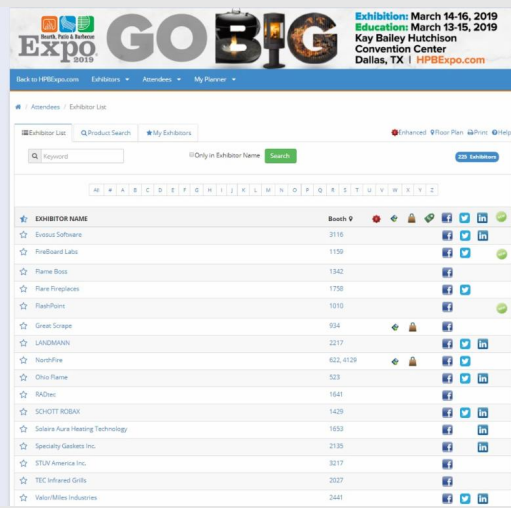 Hearth, Patio & Barbecue
Expo
GO BIG
Exhibition: March 14-16, 2019
Education: March 13-15, 2019
Kay Bailey Hutchison
Convention Center
Dallas, TX | HPBExpo.com
Back to HPBExpo.com Exhibitors Attendees My Planner
/ Attendees / Exhibitor List
Exhibitor List Product Search My Exhibitors Enhanced Floor Plan Print Help
Keyword Only in Exhibitor Name Search 225 Exhibitors
All # A B C D E F G H I J K L M N O P Q R S T U V W X Y Z
EXHIBITOR NAME Booth
Evosus Software 3116
FireBoard Labs 1159
Flame Boss 1342
Flare Fireplaces 1758
FlashPoint 1010
Great Scrape 934
LANDMANN 2217
NorthFire 622, 4129
Ohio Flame 523
RADtec 1641
SCHOTT ROBAX 1429
Solaira Aura Heating Technology 1653
Specialty Gaskets Inc. 2135
STUV America Inc. 3217
TEC Infrared Grills 2027
Valor/Miles Industries 2441